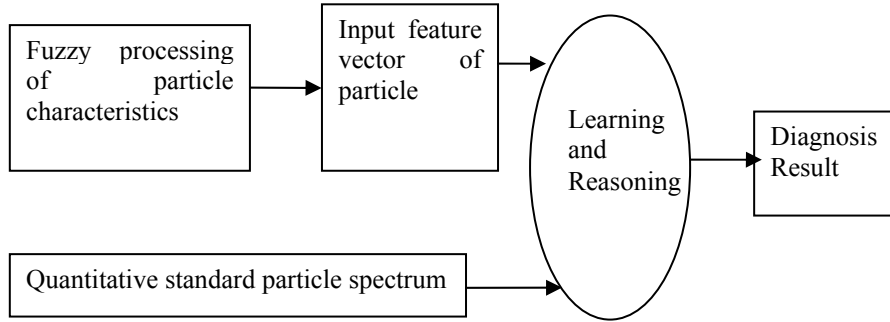 Fuzzy processing
of particle
characteristics
Input feature
vector of
particle
Learning
and
Reasoning
Diagnosis
Result
Quantitative standard particle spectrum